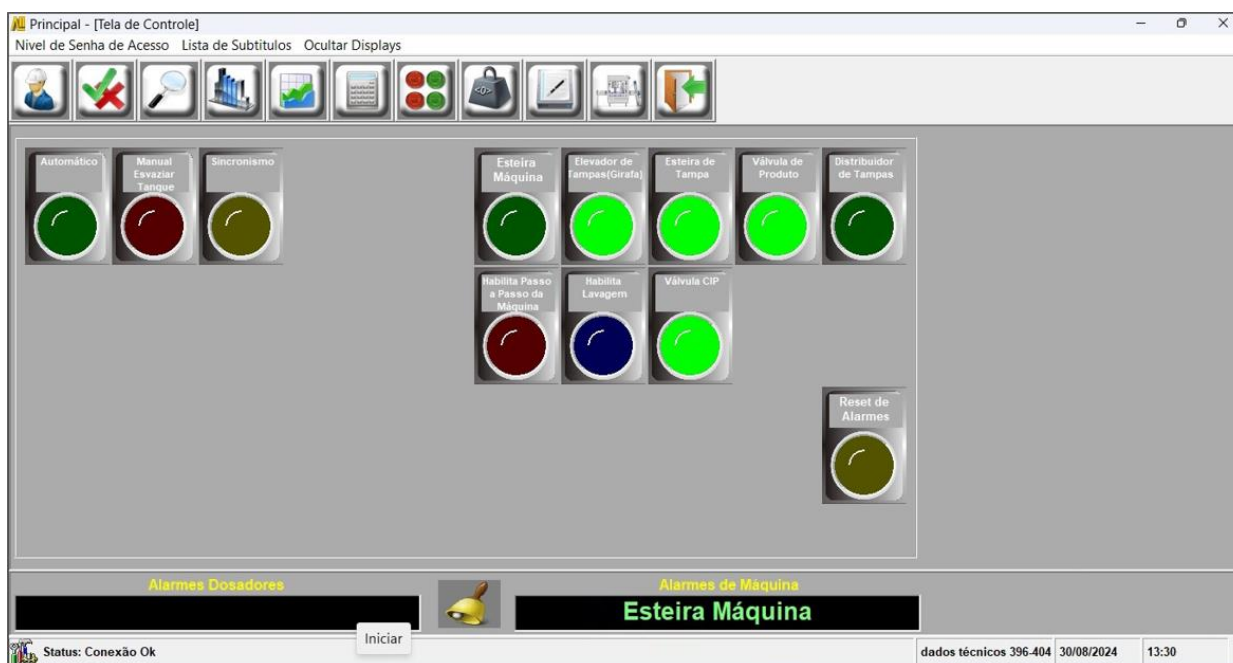 Principal - [Tela de Controle]
Nivel de Senha de Acesso Lista de Subtitulos Ocultar Displays
Automático
Manual
Esvaziar
Tanque
Sincronismo
Esteira
Máquina
Elevador de
Tampas(Girafa)
Esteira de
Tampa
Válvula de
Produto
Distribuidor
de Tampas
Habilita Passo
a Passo da
Máquina
Habilita
Lavagem
Válvula CIP
Reset de
Alarmes
Alarmes Dosadores
Alarmes de Máquina
Esteira Máquina
Iniciar
Status: Conexão Ok
dados técnicos 396-404 30/08/2024 13:30